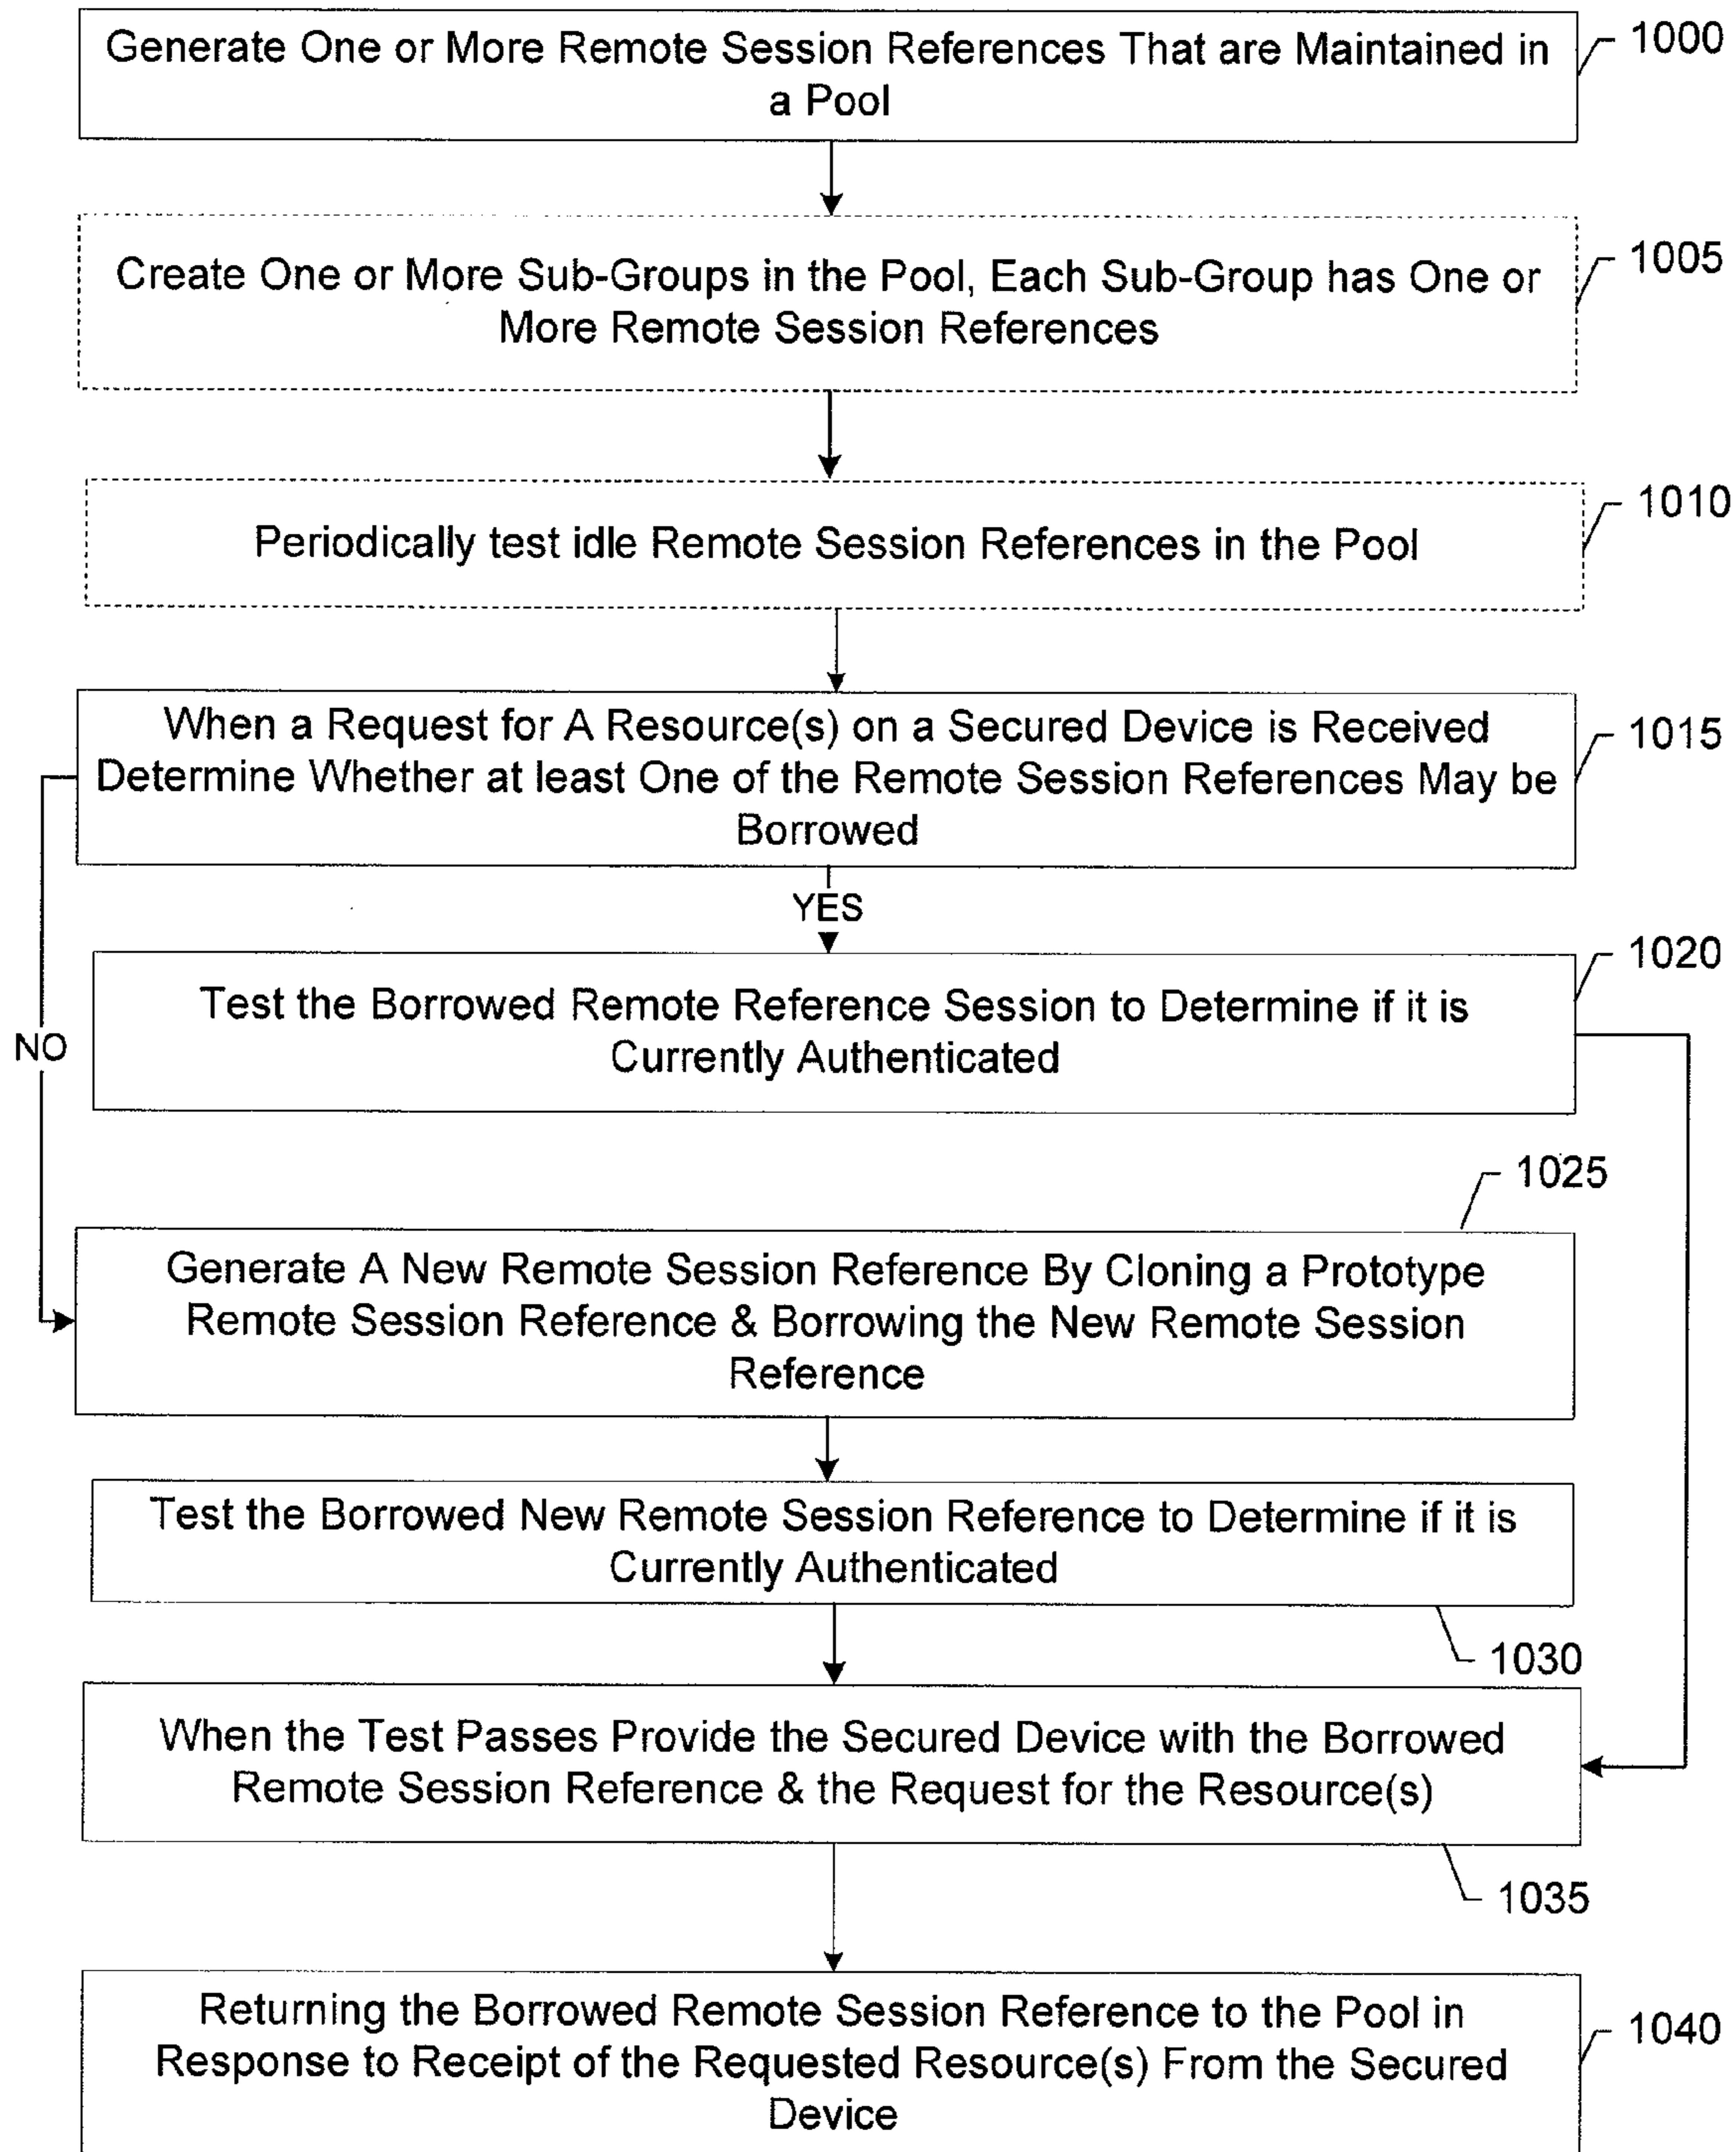 Generate One or More Remote Session References That are Maintained in
a Pool
1000
Create One or More Sub-Groups in the Pool, Each Sub-Group has One or
More Remote Session References
1005
Periodically test idle Remote Session References in the Pool
1010
When a Request for A Resource(s) on a Secured Device is Received
Determine Whether at least One of the Remote Session References May be
Borrowed
1015
YES
NO
Test the Borrowed Remote Reference Session to Determine if it is
Currently Authenticated
1020
1025
Generate A New Remote Session Reference By Cloning a Prototype
Remote Session Reference & Borrowing the New Remote Session
Reference
Test the Borrowed New Remote Session Reference to Determine if it is
Currently Authenticated
1030
When the Test Passes Provide the Secured Device with the Borrowed
Remote Session Reference & the Request for the Resource(s)
1035
Returning the Borrowed Remote Session Reference to the Pool in
Response to Receipt of the Requested Resource(s) From the Secured
Device
1040